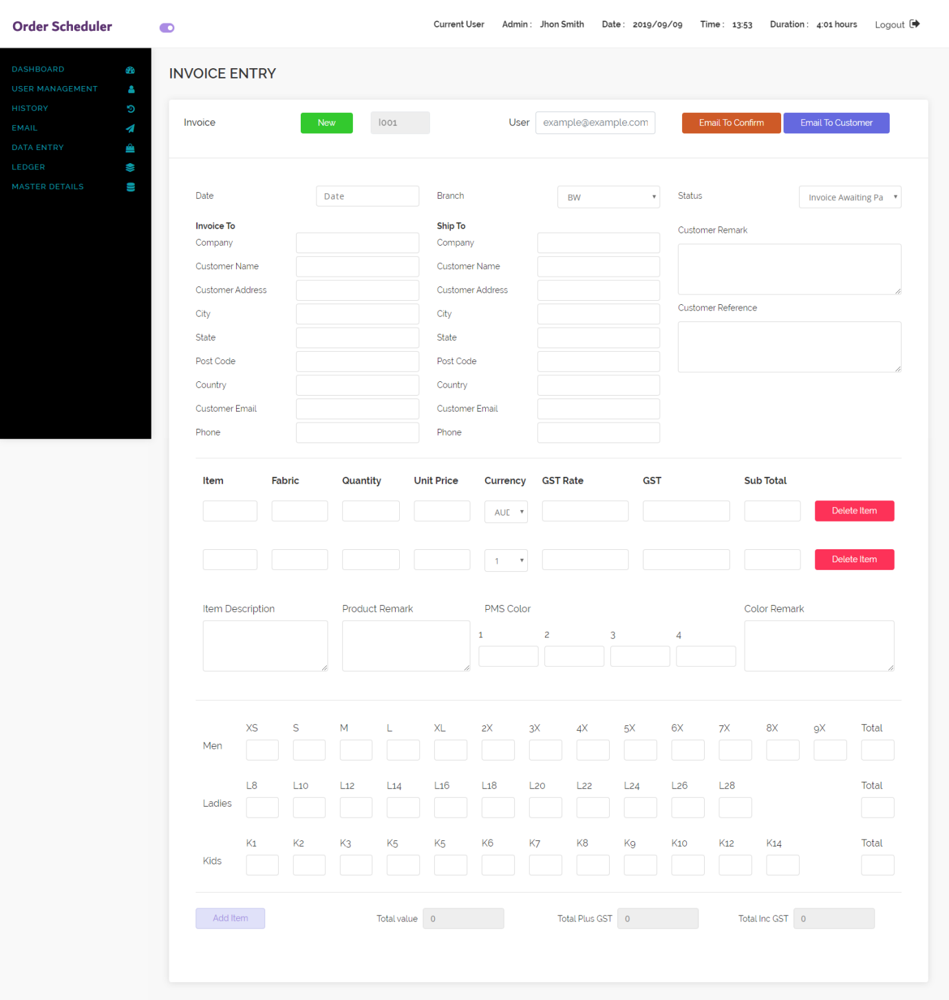 Order Scheduler
Current User Admin : Jhon Smith Date : 2019/09/09 Time : 13:53 Duration : 4:01 hours Logout
DASHBOARD
USER MANAGEMENT
HISTORY
EMAIL
DATA ENTRY
LEDGER
MASTER DETAILS
INVOICE ENTRY
Invoice New I001 User example@example.com Email To Confirm Email To Customer
Date Date Branch BW Status Invoice Awaiting Pa
Invoice To Ship To
Customer Remark
Company Company
Customer Name Customer Name
Customer Address Customer Address
Customer Reference
City City
State State
Post Code Post Code
Country Country
Customer Email Customer Email
Phone Phone
Item Fabric Quantity Unit Price Currency GST Rate GST Sub Total
AUD Delete Item
1 Delete Item
Item Description Product Remark PMS Color Color Remark
1 2 3 4
XS S M L XL 2X 3X 4X 5X 6X 7X 8X 9X Total
Men
L8 L10 L12 L14 L16 L18 L20 L22 L24 L26 L28 Total
Ladies
K1 K2 K3 K5 K5 K6 K7 K8 K9 K10 K12 K14 Total
Kids
Add Item Total value 0 Total Plus GST 0 Total Inc GST 0